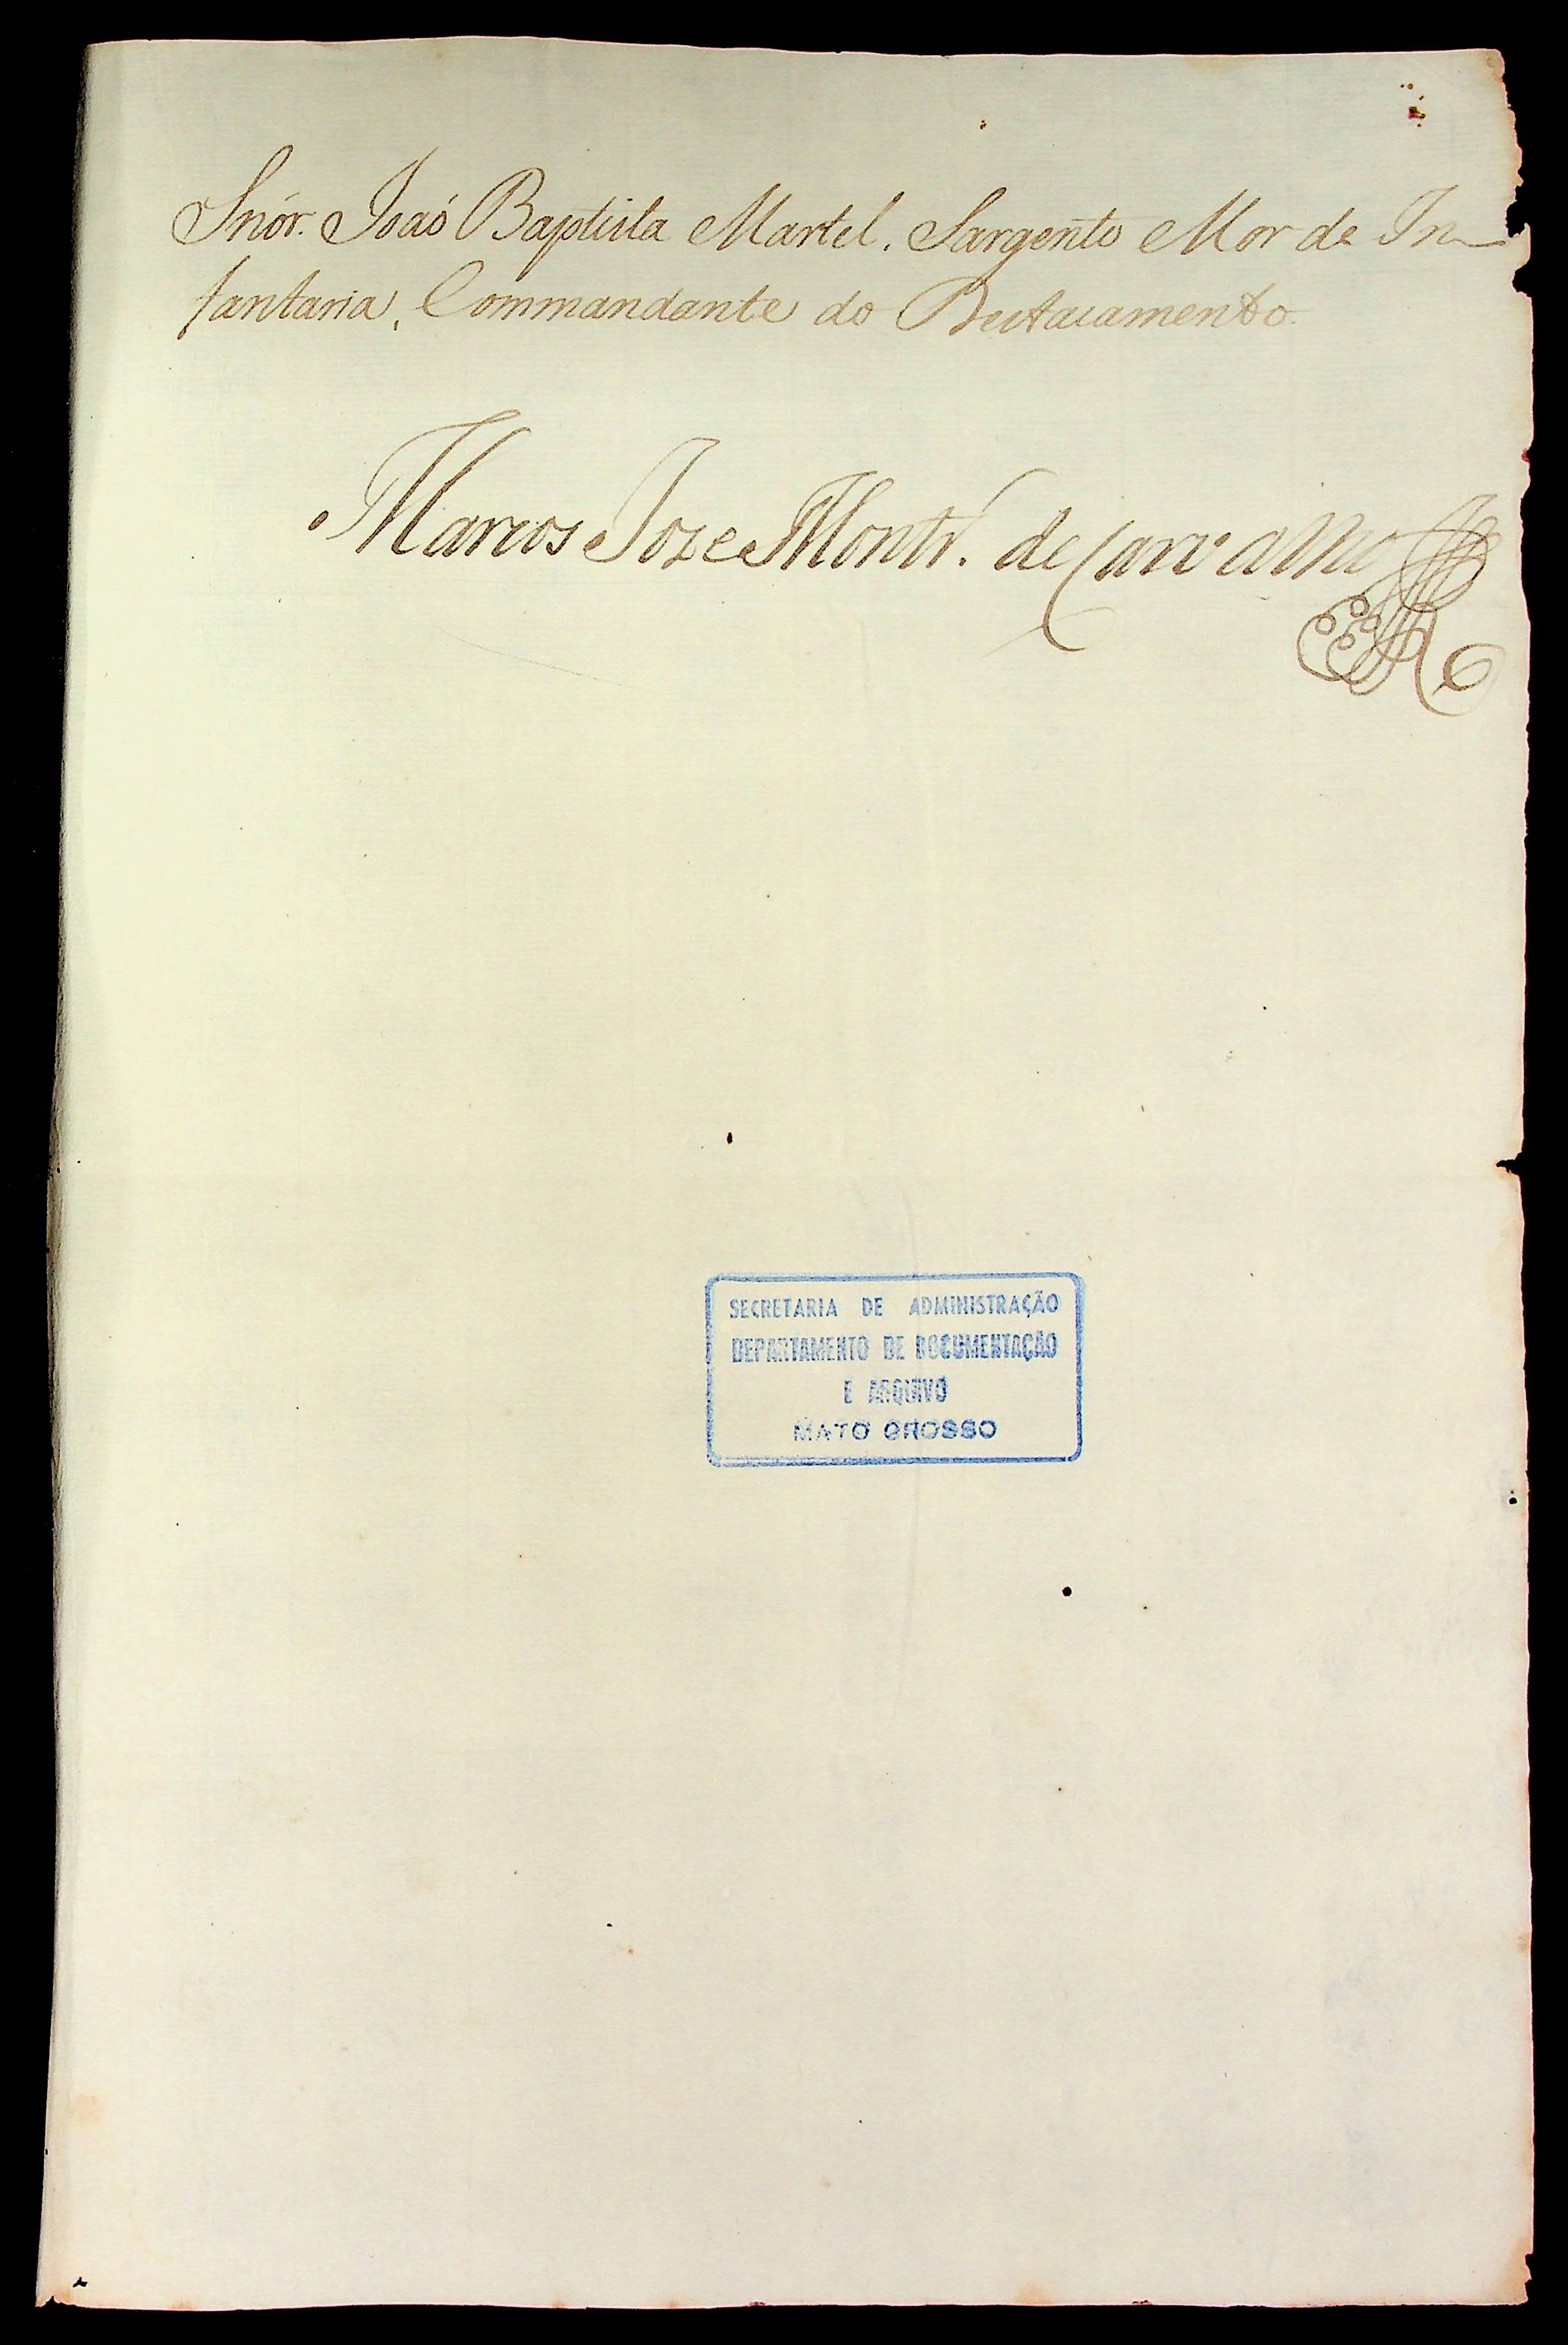 Snór. Joaó Baptista Martel. Sargento Mor de In-
fantaria, Commandante do Destacamento.
Marcos Joze Montr. de Carvalho
SECRETARIA DE ADMINISTRAÇÃO
DEPARTAMENTO DE DOCUMENTAÇÃO
E ARQUIVO
MATO GROSSO